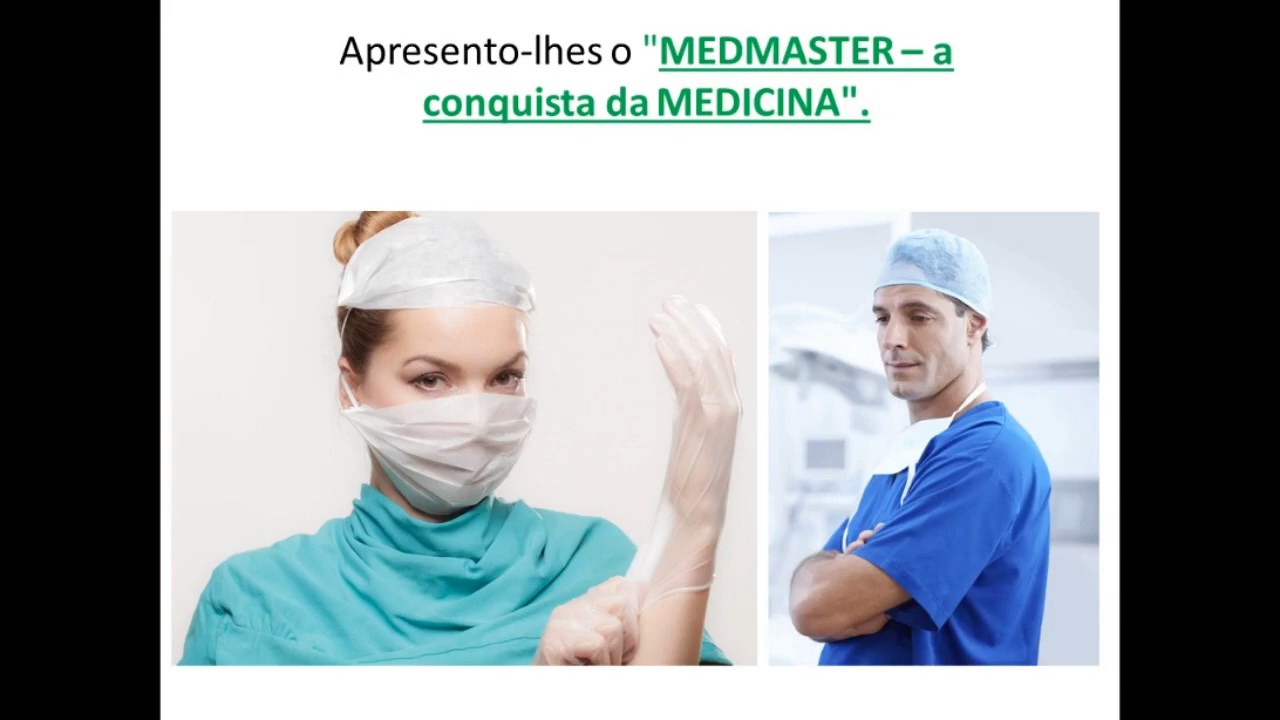 Apresento-lhes o "MEDMASTER – a
conquista da MEDICINA".